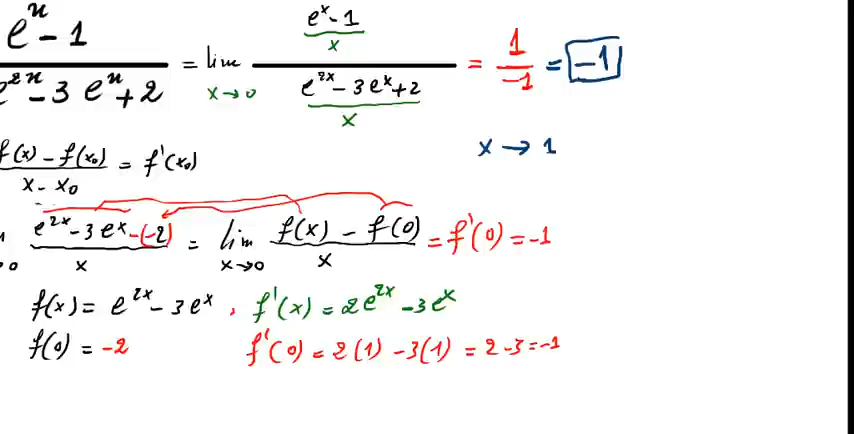 e^x - 1 / e^2x - 3e^x + 2 = lim x→0 (e^x - 1 / x) / (e^2x - 3e^x + 2 / x) = 1 / -1 = -1
x → 1
f(x) - f(x₀) / x - x₀ = f'(x₀)
e^2x - 3e^x - (-2) / x = lim x→0 f(x) - f(0) / x = f'(0) = -1
f(x) = e^2x - 3e^x , f'(x) = 2e^2x - 3e^x
f(0) = -2 f'(0) = 2(1) - 3(1) = 2 - 3 = -1